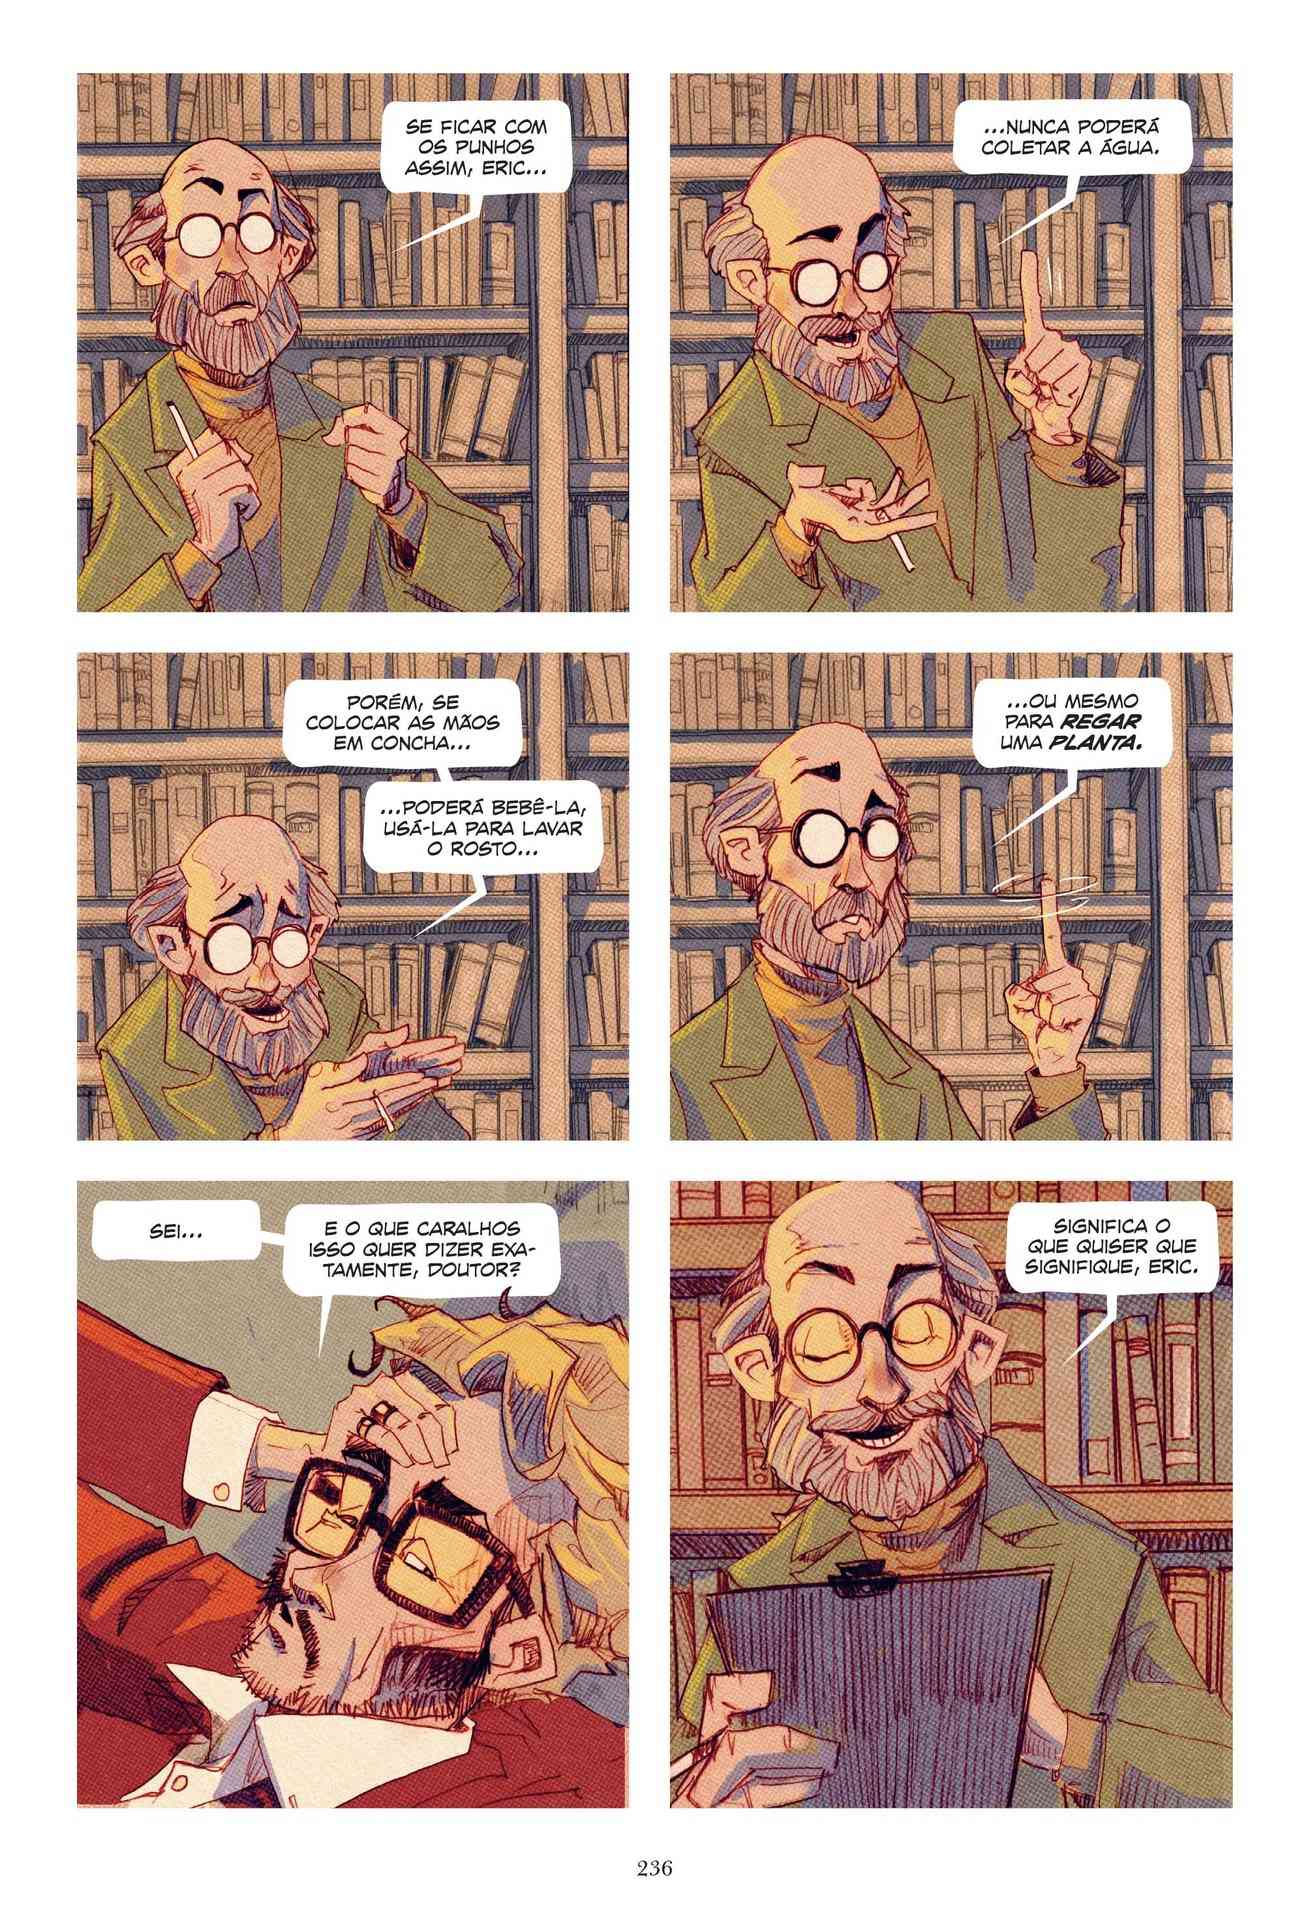 SE FICAR COM
OS PUNHOS
ASSIM, ERIC...
...NUNCA PODERÁ
COLETAR A ÁGUA.
PORÉM, SE
COLOCAR AS MÃOS
EM CONCHA...
...PODERÁ BEBÊ-LA,
USÁ-LA PARA LAVAR
O ROSTO...
...OU MESMO
PARA REGAR
UMA PLANTA.
SEI...
E O QUE CARALHOS
ISSO QUER DIZER EXA-
TAMENTE, DOUTOR?
SIGNIFICA O
QUE QUISER QUE
SIGNIFIQUE, ERIC.
236